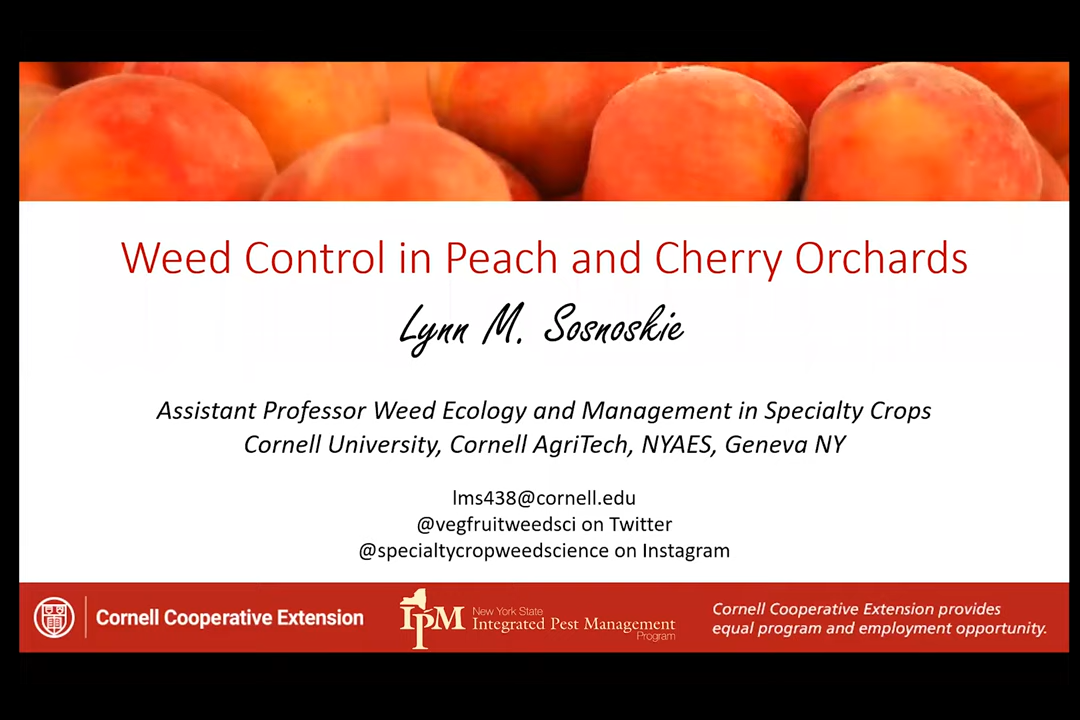 Weed Control in Peach and Cherry Orchards
Lynn M. Sosnoskie
Assistant Professor Weed Ecology and Management in Specialty Crops
Cornell University, Cornell AgriTech, NYAES, Geneva NY
lms438@cornell.edu
@vegfruitweedsci on Twitter
@specialtycropweedscience on Instagram
Cornell Cooperative Extension
IPM
New York State
Integrated Pest Management
Program
Cornell Cooperative Extension provides
equal program and employment opportunity.